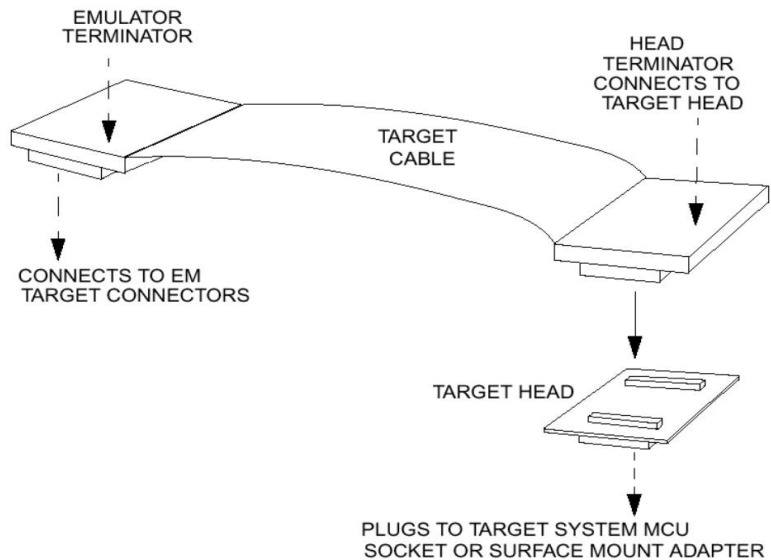 EMULATOR
TERMINATOR
HEAD
TERMINATOR
CONNECTS TO
TARGET HEAD
TARGET
CABLE
CONNECTS TO EM
TARGET CONNECTORS
TARGET HEAD
PLUGS TO TARGET SYSTEM MCU
SOCKET OR SURFACE MOUNT ADAPTER